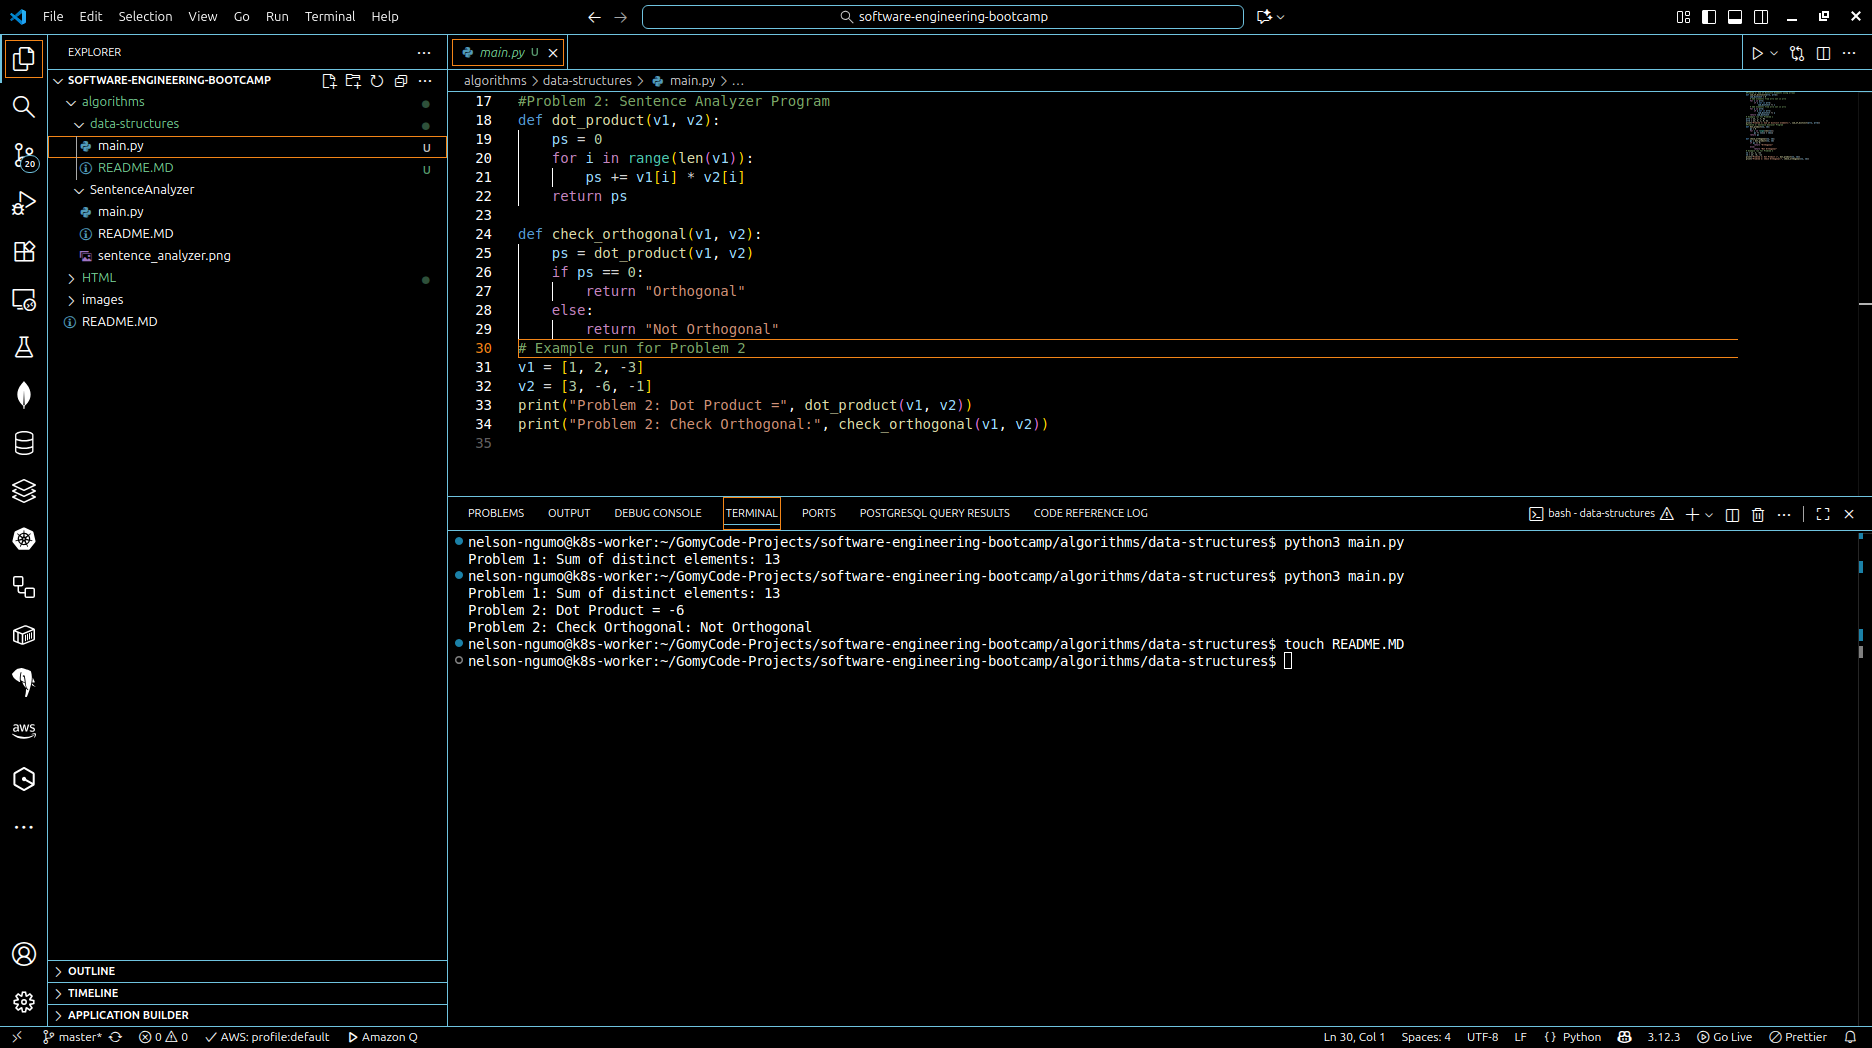 File Edit Selection View Go Run Terminal Help
software-engineering-bootcamp
EXPLORER
SOFTWARE-ENGINEERING-BOOTCAMP
algorithms
data-structures
main.py U
README.MD U
SentenceAnalyzer
main.py
README.MD
sentence_analyzer.png
HTML
images
README.MD
20
aws
OUTLINE
TIMELINE
APPLICATION BUILDER
main.py U
algorithms > data-structures > main.py > ...
17 #Problem 2: Sentence Analyzer Program
18 def dot_product(v1, v2):
19     ps = 0
20     for i in range(len(v1)):
21         ps += v1[i] * v2[i]
22     return ps
23
24 def check_orthogonal(v1, v2):
25     ps = dot_product(v1, v2)
26     if ps == 0:
27         return "Orthogonal"
28     else:
29         return "Not Orthogonal"
30 # Example run for Problem 2
31 v1 = [1, 2, -3]
32 v2 = [3, -6, -1]
33 print("Problem 2: Dot Product =", dot_product(v1, v2))
34 print("Problem 2: Check Orthogonal:", check_orthogonal(v1, v2))
35
PROBLEMS OUTPUT DEBUG CONSOLE TERMINAL PORTS POSTGRESQL QUERY RESULTS CODE REFERENCE LOG
bash - data-structures
nelson-ngumo@k8s-worker:~/GomyCode-Projects/software-engineering-bootcamp/algorithms/data-structures$ python3 main.py
Problem 1: Sum of distinct elements: 13
nelson-ngumo@k8s-worker:~/GomyCode-Projects/software-engineering-bootcamp/algorithms/data-structures$ python3 main.py
Problem 1: Sum of distinct elements: 13
Problem 2: Dot Product = -6
Problem 2: Check Orthogonal: Not Orthogonal
nelson-ngumo@k8s-worker:~/GomyCode-Projects/software-engineering-bootcamp/algorithms/data-structures$ touch README.MD
nelson-ngumo@k8s-worker:~/GomyCode-Projects/software-engineering-bootcamp/algorithms/data-structures$
master* 0 0 AWS: profile:default Amazon Q Ln 30, Col 1 Spaces: 4 UTF-8 LF {} Python 3.12.3 Go Live Prettier